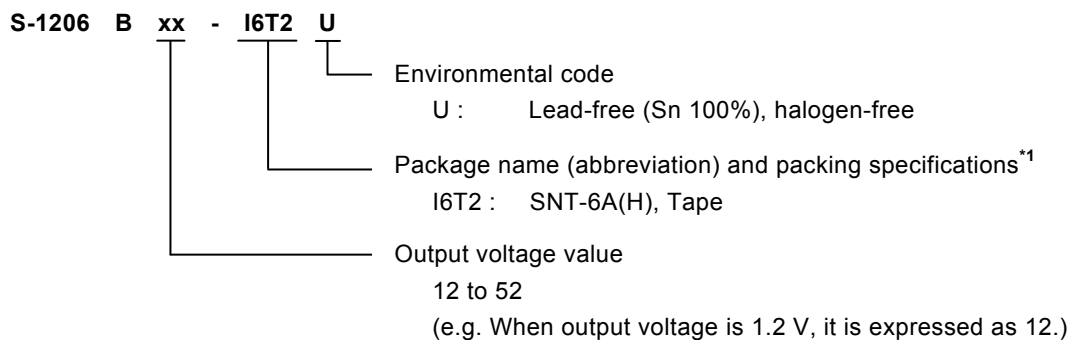 S-1206 B xx - I6T2 U
Environmental code
U : Lead-free (Sn 100%), halogen-free
Package name (abbreviation) and packing specifications*1
I6T2 : SNT-6A(H), Tape
Output voltage value
12 to 52
(e.g. When output voltage is 1.2 V, it is expressed as 12.)